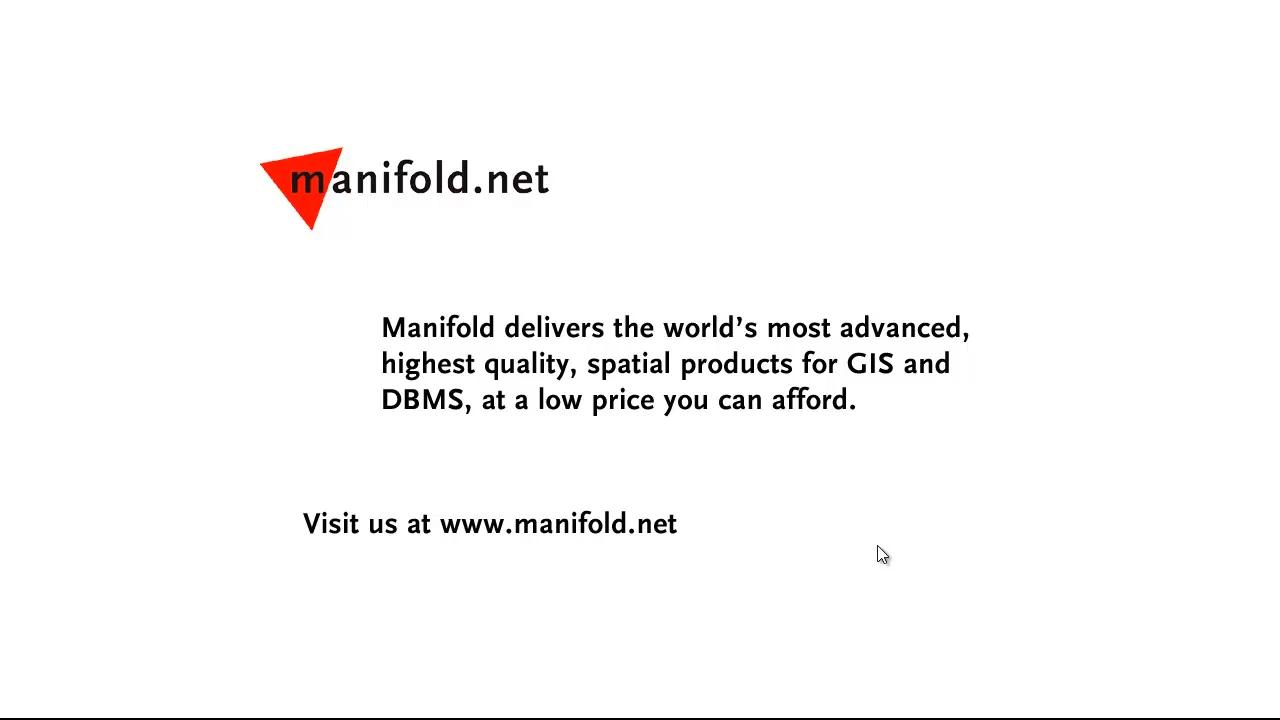 manifold.net
Manifold delivers the world’s most advanced,
highest quality, spatial products for GIS and
DBMS, at a low price you can afford.
Visit us at www.manifold.net